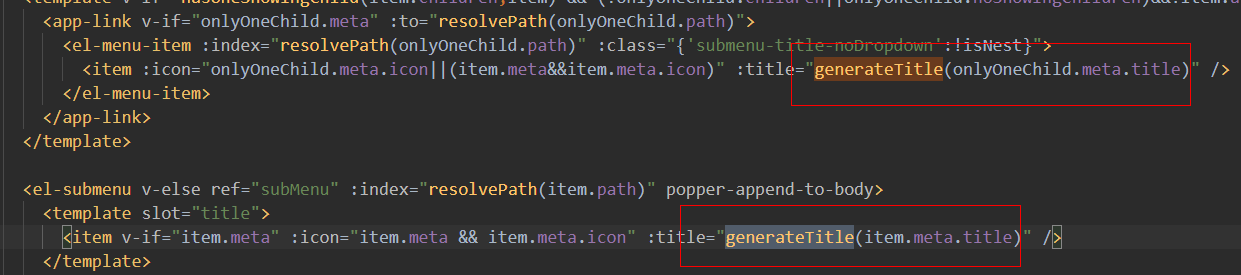 <template v-if="hasOneShowingChild(item.children,item) && (!onlyOneChild.children||onlyOneChild.noShowingChildren)&&!item.a
<app-link v-if="onlyOneChild.meta" :to="resolvePath(onlyOneChild.path)">
<el-menu-item :index="resolvePath(onlyOneChild.path)" :class="{'submenu-title-noDropdown':!isNest}">
<item :icon="onlyOneChild.meta.icon||(item.meta&&item.meta.icon)" :title="generateTitle(onlyOneChild.meta.title)" />
</el-menu-item>
</app-link>
</template>
<el-submenu v-else ref="subMenu" :index="resolvePath(item.path)" popper-append-to-body>
<template slot="title">
<item v-if="item.meta" :icon="item.meta && item.meta.icon" :title="generateTitle(item.meta.title)" />
</template>